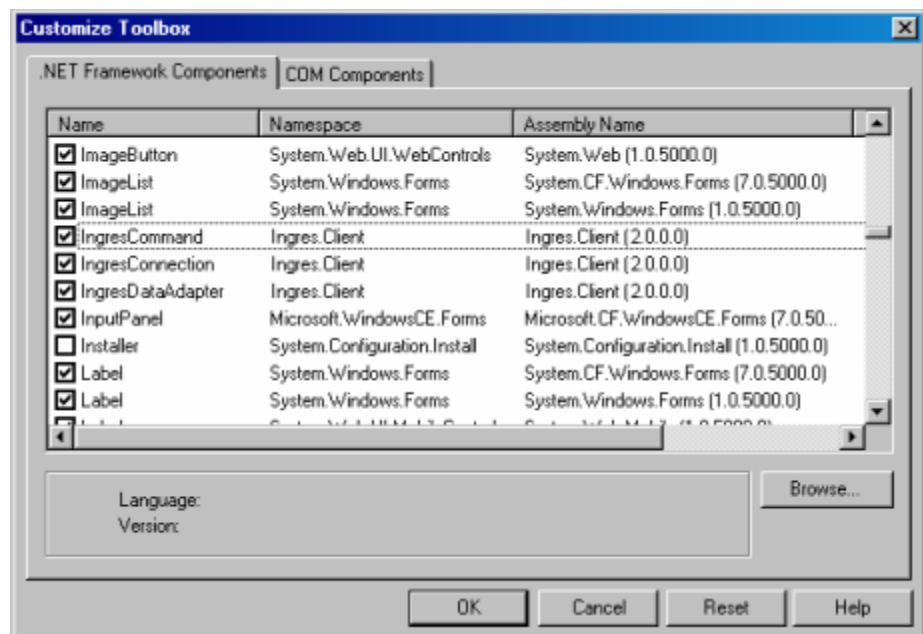 Customize Toolbox
.NET Framework Components COM Components
Name Namespace Assembly Name
ImageButton System.Web.UI.WebControls System.Web (1.0.5000.0)
ImageList System.Windows.Forms System.CF.Windows.Forms (7.0.5000.0)
ImageList System.Windows.Forms System.Windows.Forms (1.0.5000.0)
IngresCommand Ingres.Client Ingres.Client (2.0.0.0)
IngresConnection Ingres.Client Ingres.Client (2.0.0.0)
IngresDataAdapter Ingres.Client Ingres.Client (2.0.0.0)
InputPanel Microsoft.WindowsCE.Forms Microsoft.CF.WindowsCE.Forms (7.0.50...
Installer System.Configuration.Install System.Configuration.Install (1.0.5000.0)
Label System.Windows.Forms System.CF.Windows.Forms (7.0.5000.0)
Label System.Windows.Forms System.Windows.Forms (1.0.5000.0)
Browse...
Language:
Version:
OK Cancel Reset Help